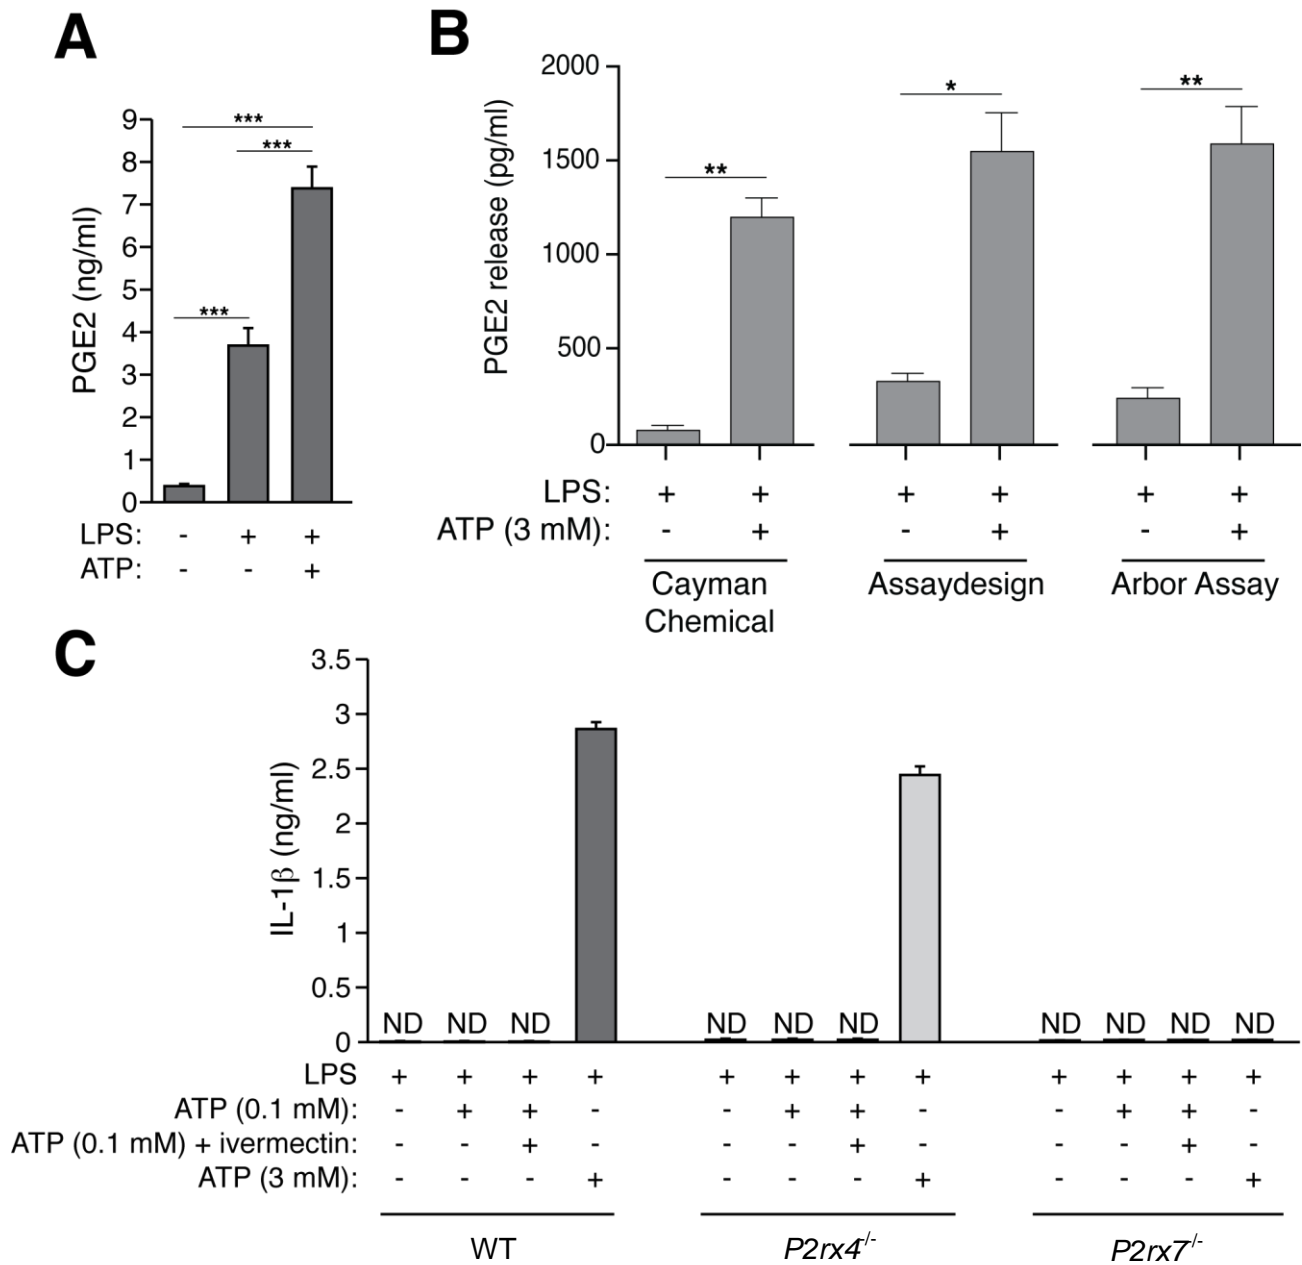 A
PGE2 (ng/ml)
9
8
7
6
5
4
3
2
1
0
***
***
***
LPS: - + +
ATP: - - +
B
PGE2 release (pg/ml)
2000
1500
1000
500
0
** * **
LPS: + + + + + +
ATP (3 mM): - + - + - +
Cayman Assaydesign Arbor Assay
Chemical
C
IL-1β (ng/ml)
3.5
3
2.5
2
1.5
1
0.5
0
ND ND ND ND ND ND ND ND ND ND
LPS + + + + + + + + + + + +
ATP (0.1 mM): - + + - - + + - - + + -
ATP (0.1 mM) + ivermectin: - - + - - - + - - - + -
ATP (3 mM): - - - + - - - + - - - +
WT P2rx4-/- P2rx7-/-